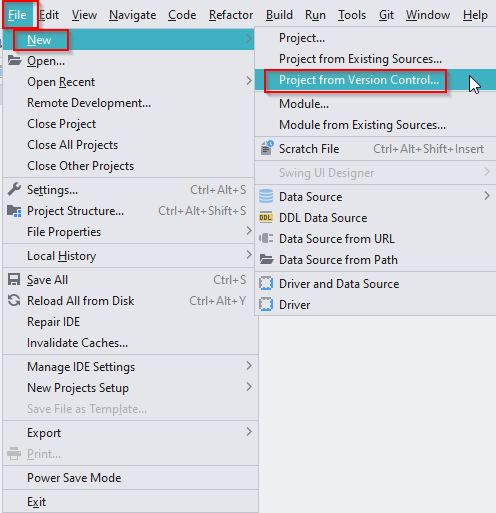 File Edit View Navigate Code Refactor Build Run Tools Git Window Help
New
Open...
Open Recent
Remote Development...
Close Project
Close All Projects
Close Other Projects
Settings... Ctrl+Alt+S
Project Structure... Ctrl+Alt+Shift+S
File Properties
Local History
Save All Ctrl+S
Reload All from Disk Ctrl+Alt+Y
Repair IDE
Invalidate Caches...
Manage IDE Settings
New Projects Setup
Save File as Template...
Export
Print...
Power Save Mode
Exit
Project...
Project from Existing Sources...
Project from Version Control...
Module...
Module from Existing Sources...
Scratch File Ctrl+Alt+Shift+Insert
Swing UI Designer
Data Source
DDL DDL Data Source
Data Source from URL
Data Source from Path
Driver and Data Source
Driver